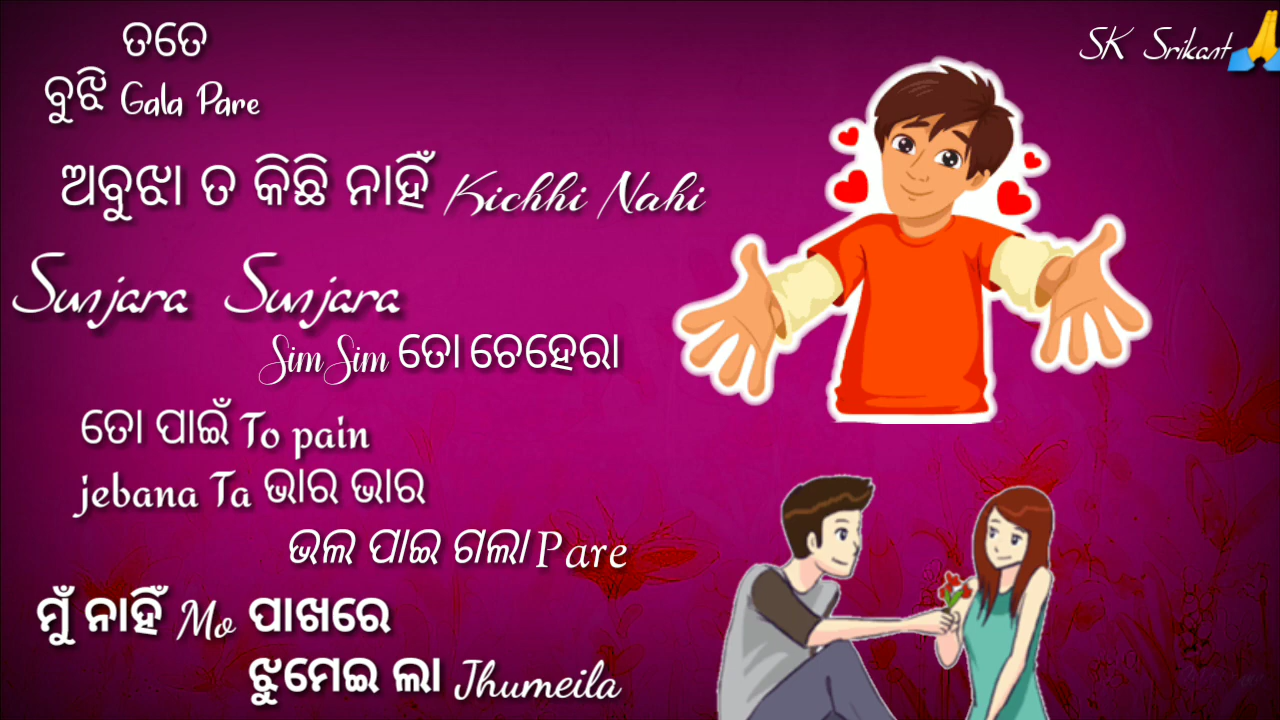 ତତେ
SK Srikant🙏
ବୁଝି Gala Pare
ଅବୁଝା ତ କିଛି ନାହିଁ Kichhi Nahi
Sunjara Sunjara
Sim Sim ତୋ ଚେହେରା
ତୋ ପାଇଁ To pain
jebana Ta ଭାର ଭାର
ଭଲ ପାଇ ଗଲା Pare
ମୁଁ ନାହିଁ Mo ପାଖରେ
ଝୁମେଇ ଲା Jhumeila